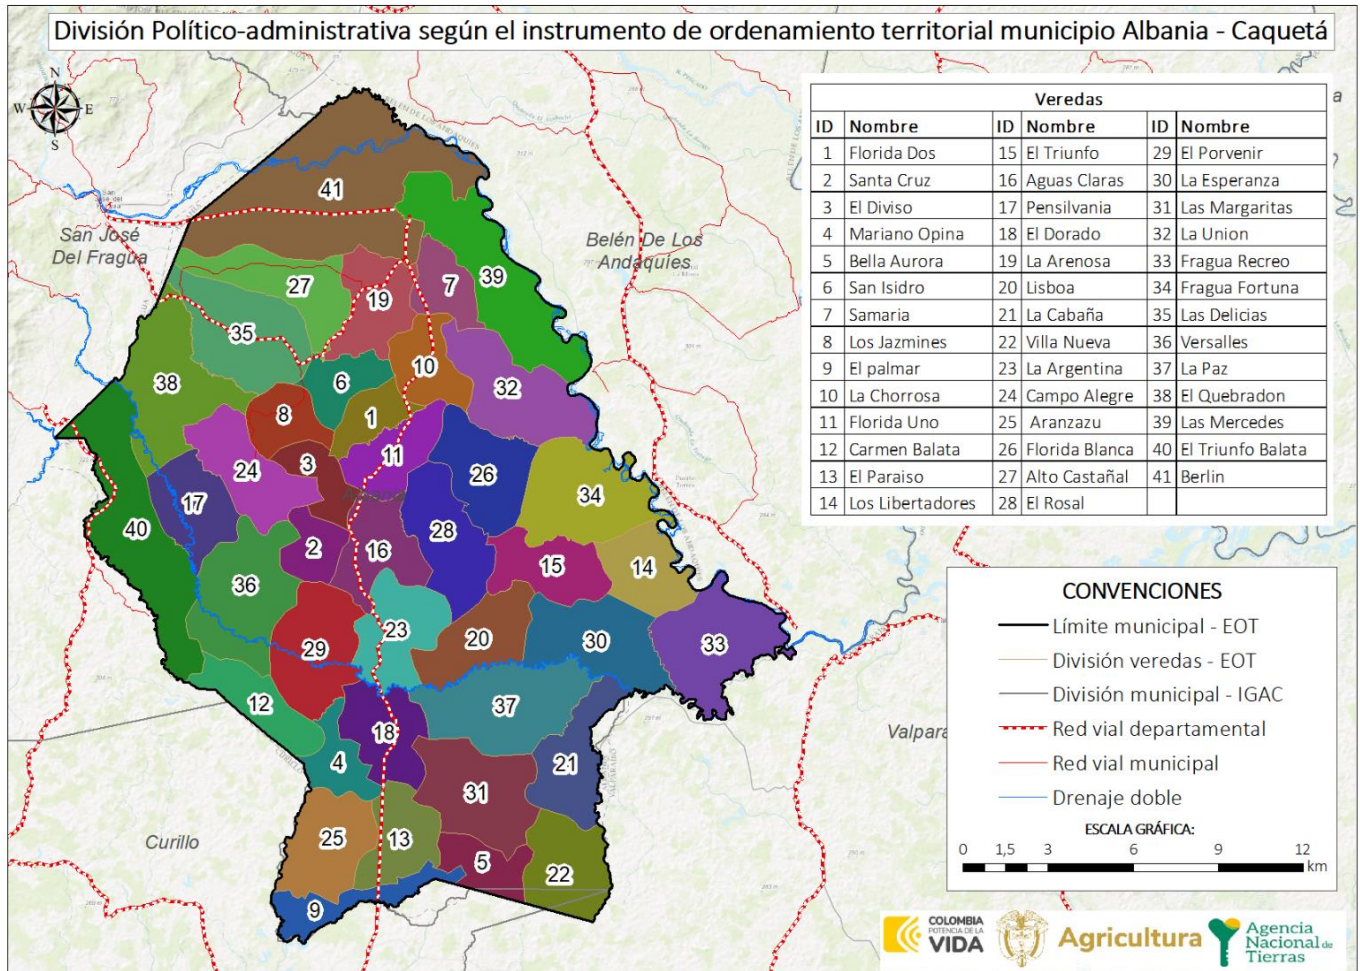 División Político-administrativa según el instrumento de ordenamiento territorial municipio Albania - Caquetá
N
W
E
S
Veredas
ID Nombre ID Nombre ID Nombre
1 Florida Dos 15 El Triunfo 29 El Porvenir
2 Santa Cruz 16 Aguas Claras 30 La Esperanza
3 El Diviso 17 Pensilvania 31 Las Margaritas
4 Mariano Opina 18 El Dorado 32 La Union
5 Bella Aurora 19 La Arenosa 33 Fragua Recreo
6 San Isidro 20 Lisboa 34 Fragua Fortuna
7 Samaria 21 La Cabaña 35 Las Delicias
8 Los Jazmines 22 Villa Nueva 36 Versalles
9 El palmar 23 La Argentina 37 La Paz
10 La Chorrosa 24 Campo Alegre 38 El Quebradon
11 Florida Uno 25 Aranzazu 39 Las Mercedes
12 Carmen Balata 26 Florida Blanca 40 El Triunfo Balata
13 El Paraiso 27 Alto Castañal 41 Berlin
14 Los Libertadores 28 El Rosal
San José
Del Fragua
Belén De Los
Andaquies
Curillo
Valpara
41
39
27
7
19
35
10
38
6
32
8
1
11
3
24
26
34
17
40
28
2
16
15
14
36
23
20
30
33
29
12
37
18
4
21
31
25
13
5
22
9
CONVENCIONES
Límite municipal - EOT
División veredas - EOT
División municipal - IGAC
Red vial departamental
Red vial municipal
Drenaje doble
ESCALA GRÁFICA:
0 1,5 3 6 9 12
km
COLOMBIA
POTENCIA DE LA
VIDA
Agricultura
Agencia
Nacional de
Tierras